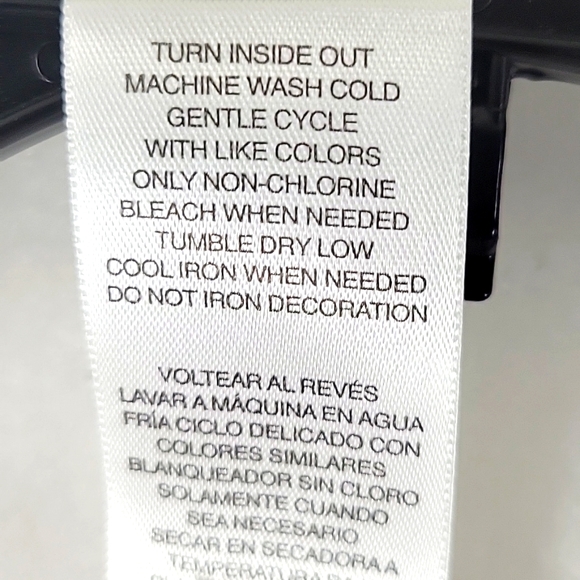 TURN INSIDE OUT
MACHINE WASH COLD
GENTLE CYCLE
WITH LIKE COLORS
ONLY NON-CHLORINE
BLEACH WHEN NEEDED
TUMBLE DRY LOW
COOL IRON WHEN NEEDED
DO NOT IRON DECORATION
VOLTEAR AL REVÉS
LAVAR A MÁQUINA EN AGUA
FRÍA CICLO DELICADO CON
COLORES SIMILARES
BLANQUEADOR SIN CLORO
SOLAMENTE CUANDO
SEA NECESARIO
SECAR EN SECADORA A
TEMPERATURA